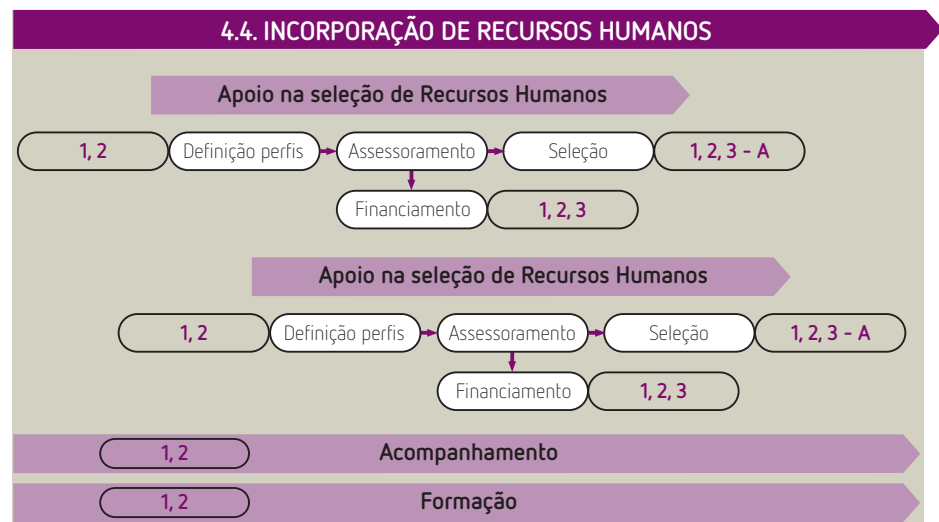 4.4. INCORPORAÇÃO DE RECURSOS HUMANOS
Apoio na seleção de Recursos Humanos
1, 2 Definição perfis Assessoramento Seleção 1, 2, 3 - A
Financiamento 1, 2, 3
Apoio na seleção de Recursos Humanos
1, 2 Definição perfis Assessoramento Seleção 1, 2, 3 - A
Financiamento 1, 2, 3
1, 2 Acompanhamento
1, 2 Formação